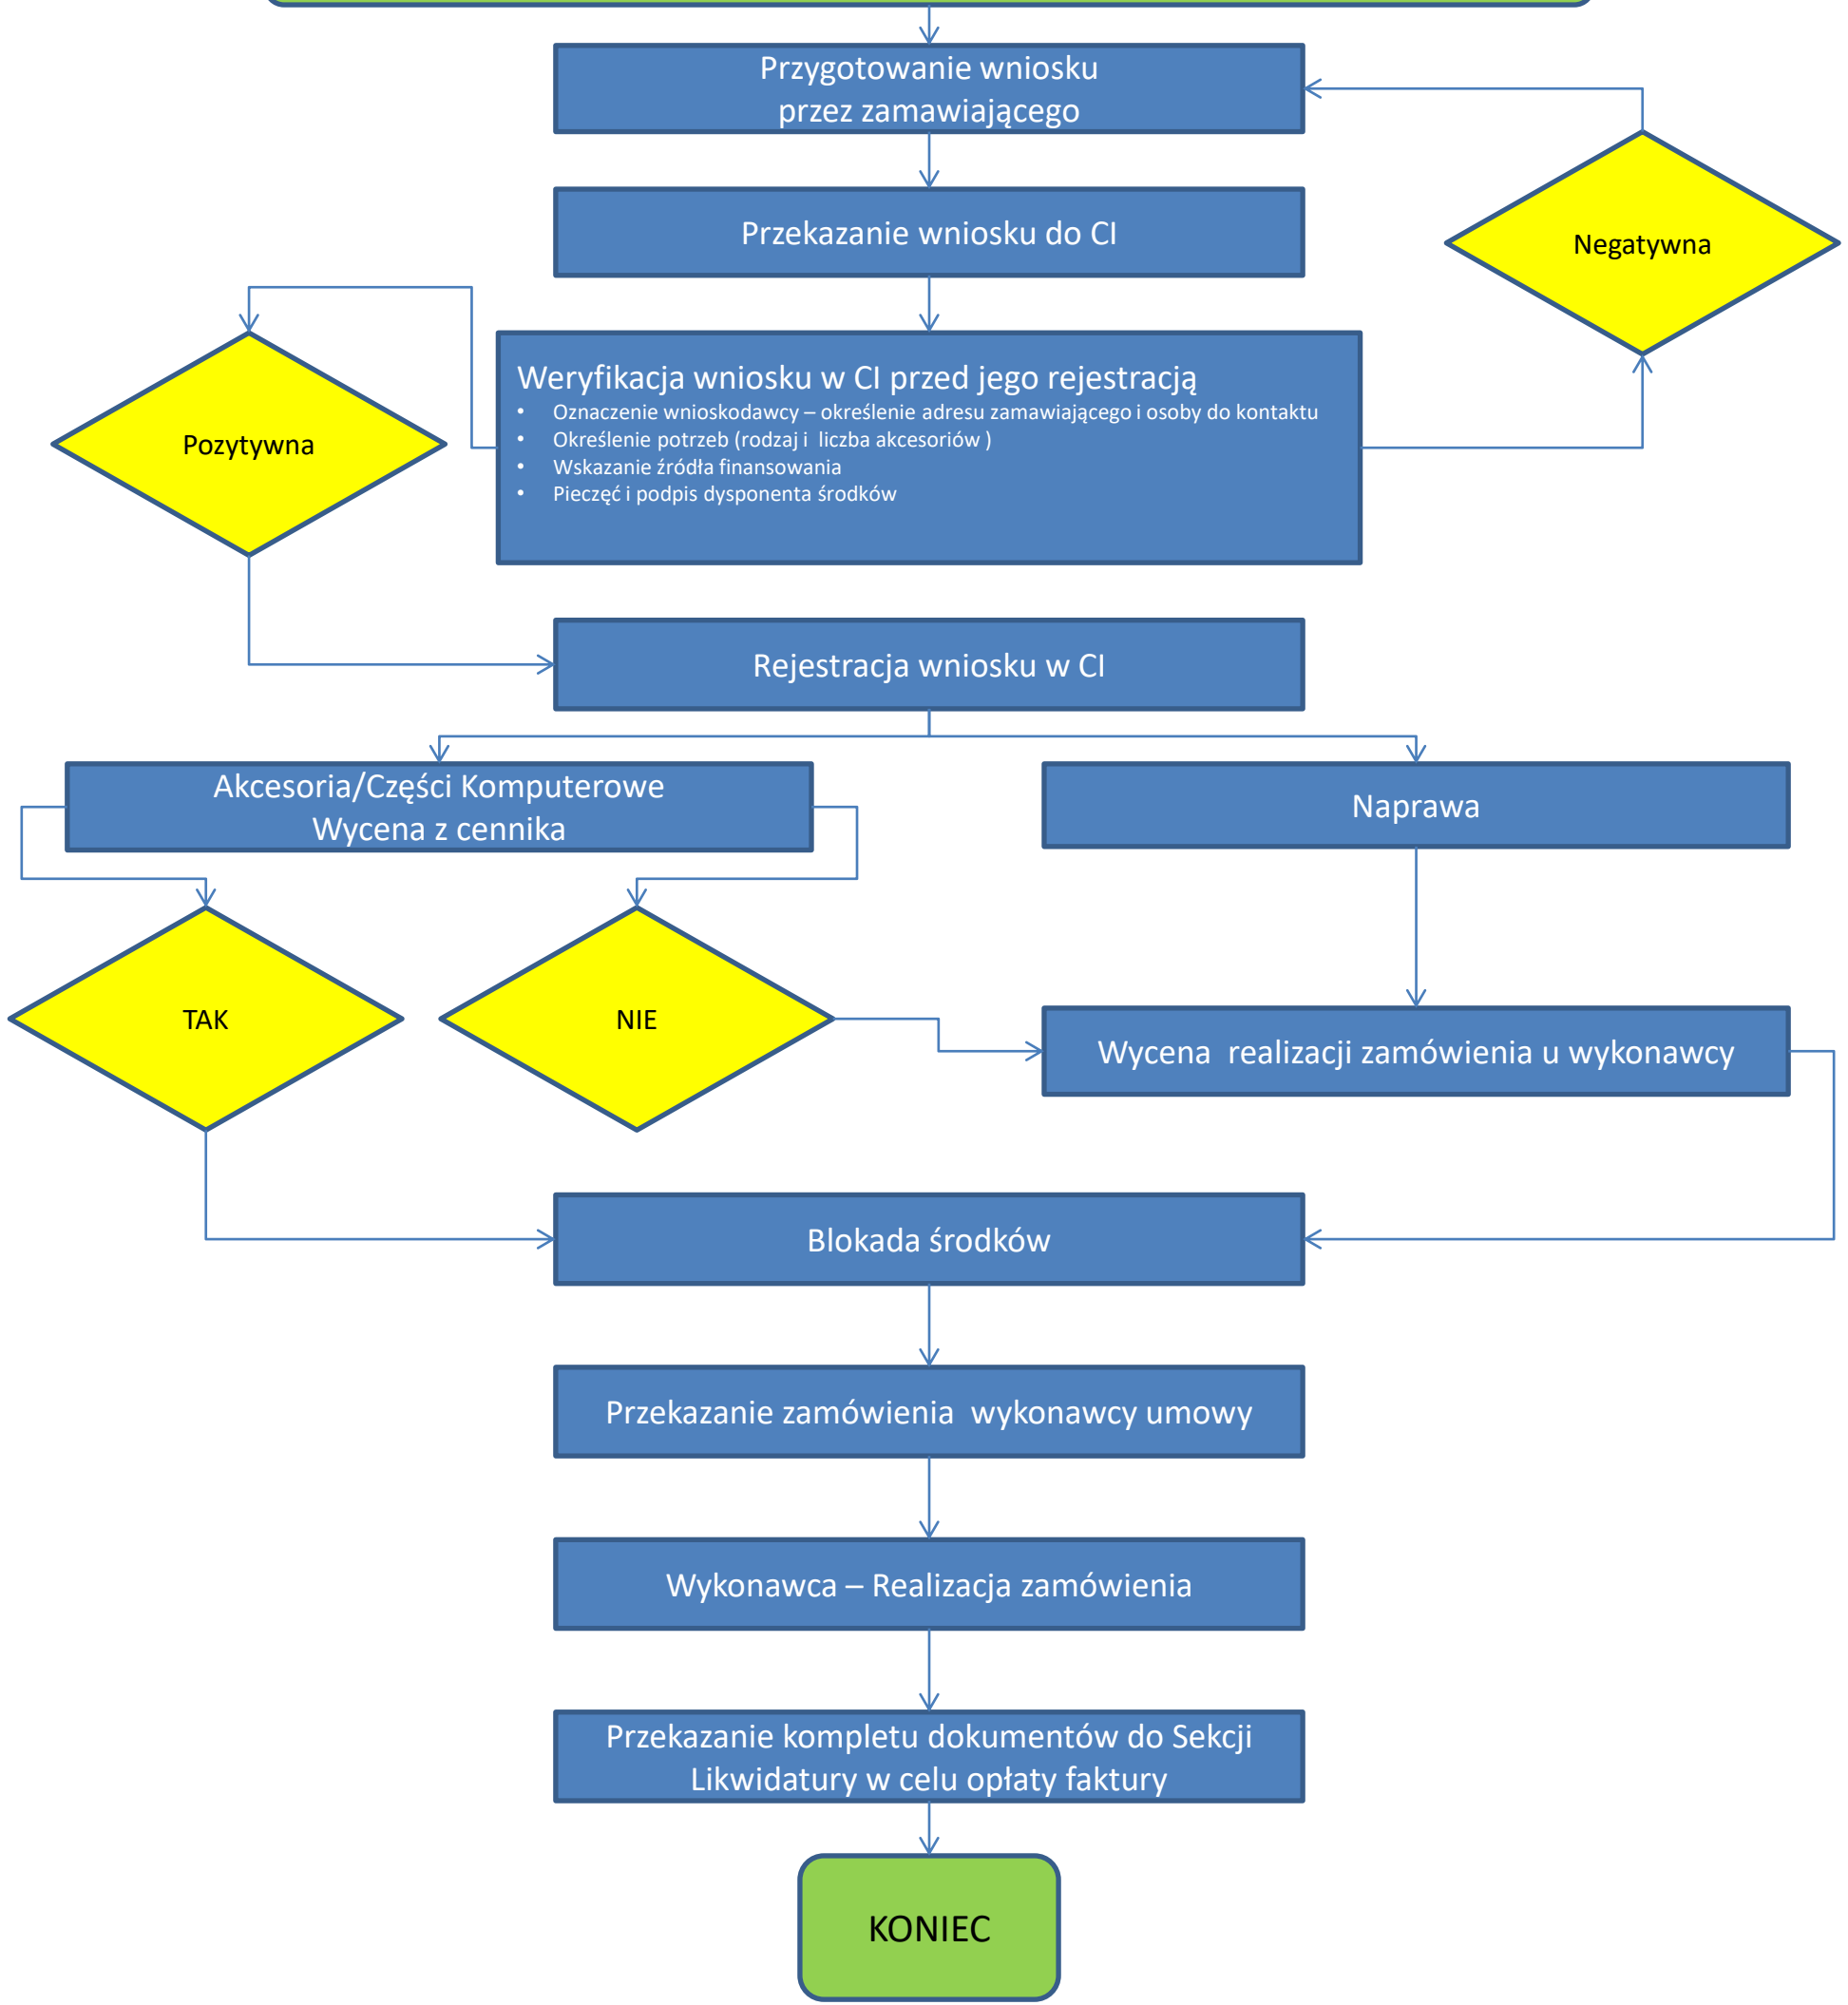 Przygotowanie wniosku
przez zamawiającego
Przekazanie wniosku do CI
Negatywna
Pozytywna
Weryfikacja wniosku w CI przed jego rejestracją
• Oznaczenie wnioskodawcy – określenie adresu zamawiającego i osoby do kontaktu
• Określenie potrzeb (rodzaj i  liczba akcesoriów )
• Wskazanie źródła finansowania
• Pieczęć i podpis dysponenta środków
Rejestracja wniosku w CI
Akcesoria/Części Komputerowe
Wycena z cennika
Naprawa
TAK
NIE
Wycena  realizacji zamówienia u wykonawcy
Blokada środków
Przekazanie zamówienia  wykonawcy umowy
Wykonawca – Realizacja zamówienia
Przekazanie kompletu dokumentów do Sekcji
Likwidatury w celu opłaty faktury
KONIEC